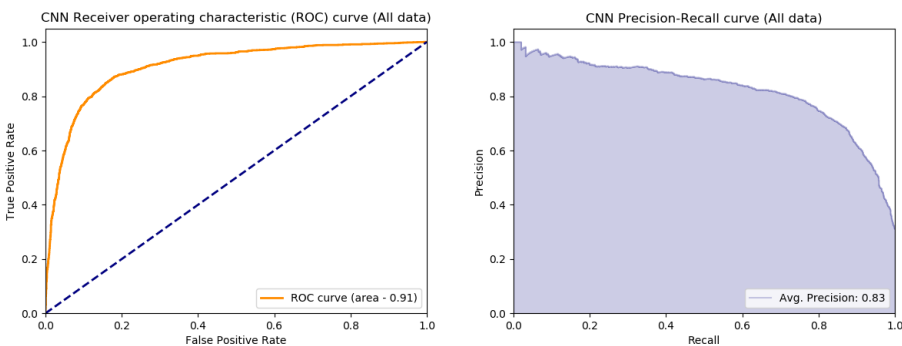 CNN Receiver operating characteristic (ROC) curve (All data)
1.0
0.8
0.6
0.4
0.2
0.0
True Positive Rate
0.0 0.2 0.4 0.6 0.8 1.0
False Positive Rate
ROC curve (area - 0.91)
CNN Precision-Recall curve (All data)
1.0
0.8
0.6
0.4
0.2
0.0
Precision
0.0 0.2 0.4 0.6 0.8 1.0
Recall
Avg. Precision: 0.83